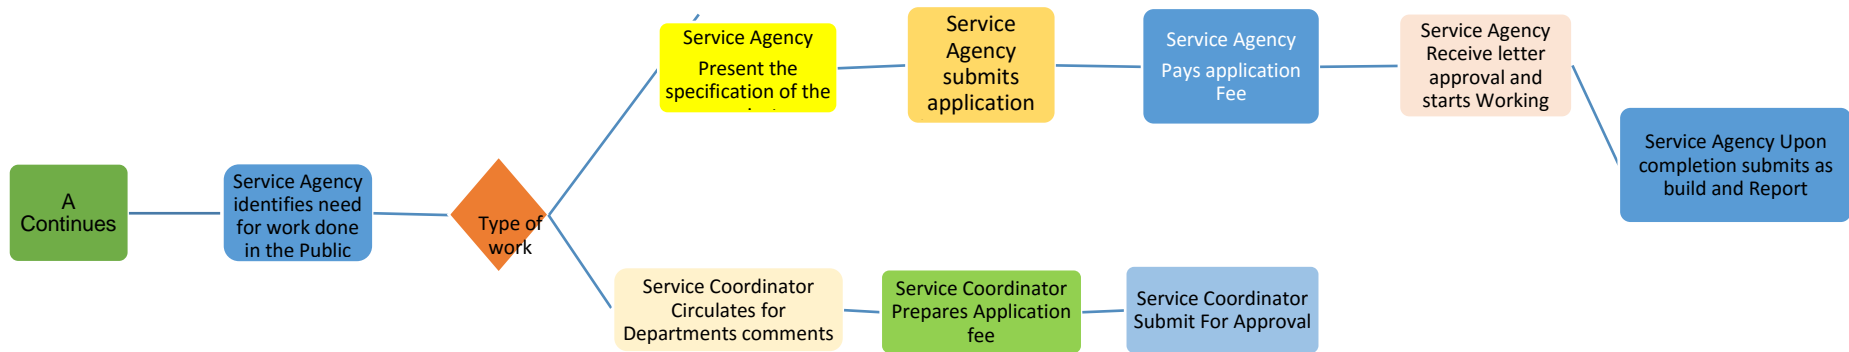 A
Continues
Service Agency
identifies need
for work done
in the Public
Type of
work
Service Agency
Present the
specification of the
Service
Agency
submits
application
Service Agency
Pays application
Fee
Service Agency
Receive letter
approval and
starts Working
Service Agency Upon
completion submits as
build and Report
Service Coordinator
Circulates for
Departments comments
Service Coordinator
Prepares Application
fee
Service Coordinator
Submit For Approval